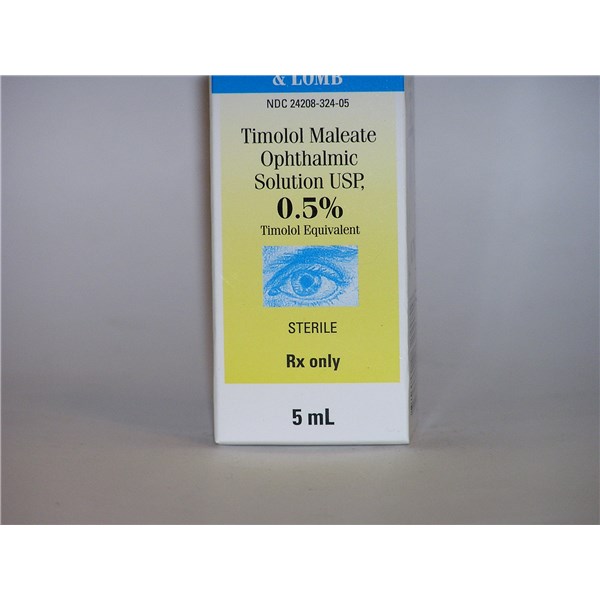 & LOMB
NDC 24208-324-05
Timolol Maleate
Ophthalmic
Solution USP,
0.5%
Timolol Equivalent
STERILE
Rx only
5 mL